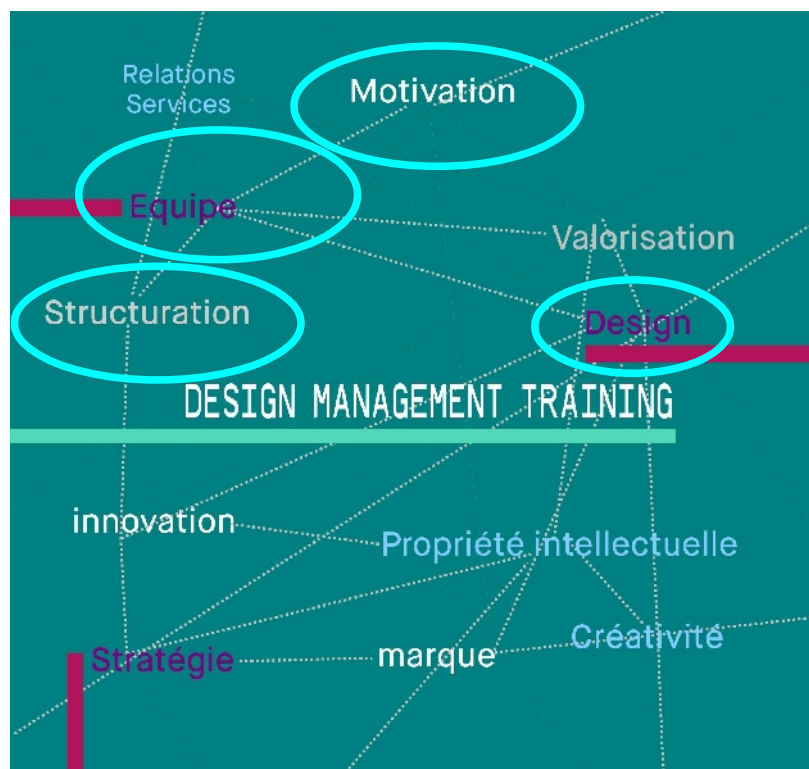 Relations
Services
Motivation
Equipe
Valorisation
Structuration
Design
DESIGN MANAGEMENT TRAINING
innovation
Propriété intellectuelle
Créativité
Stratégie
marque